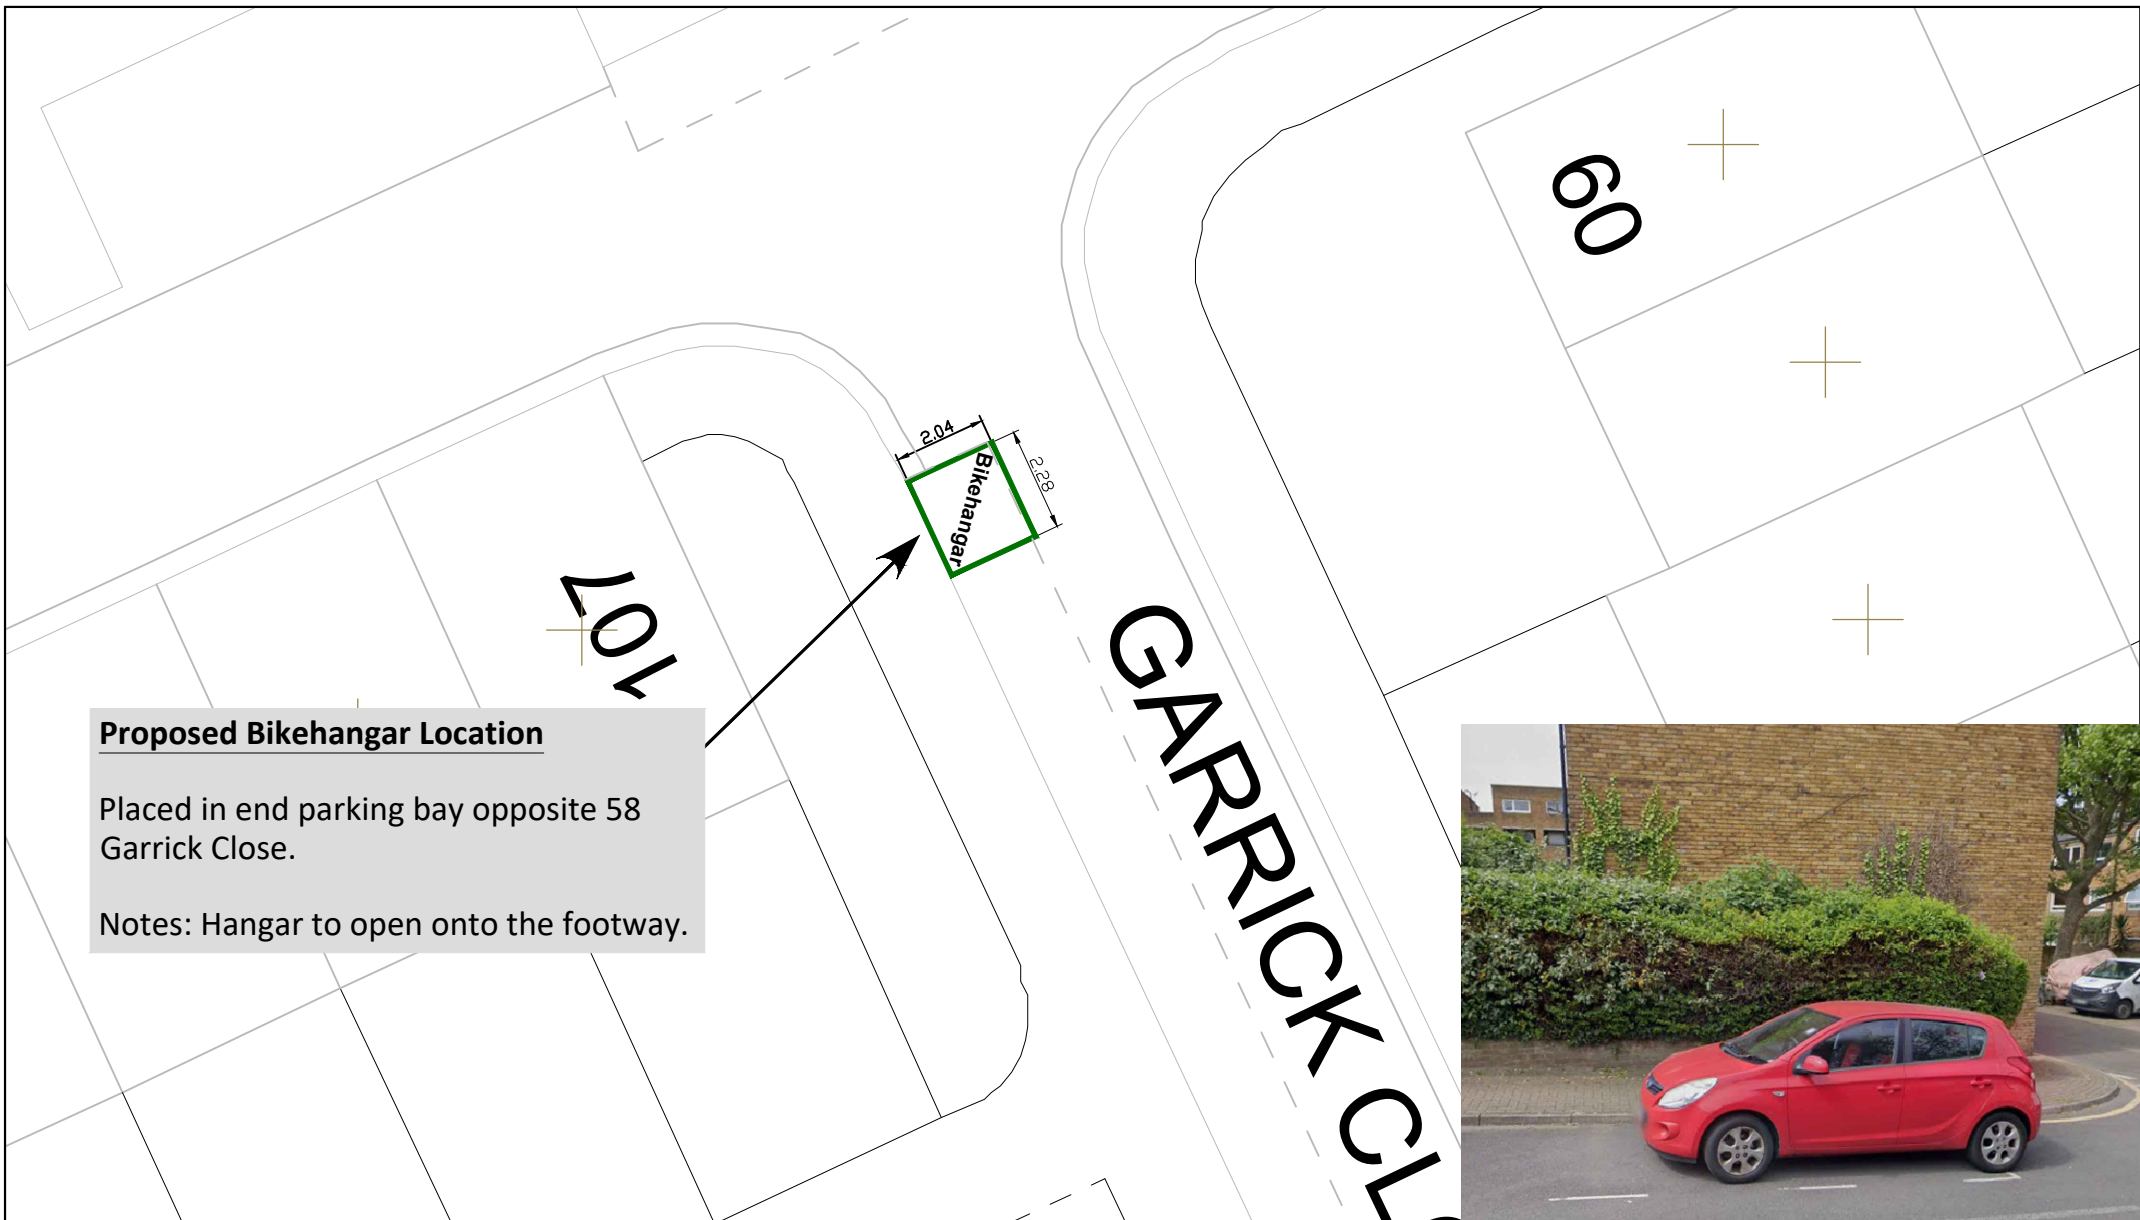 60
2.04
2.28
Bikehangar
107
GARRICK CLO
Proposed Bikehangar Location
Placed in end parking bay opposite 58
Garrick Close.
Notes: Hangar to open onto the footway.